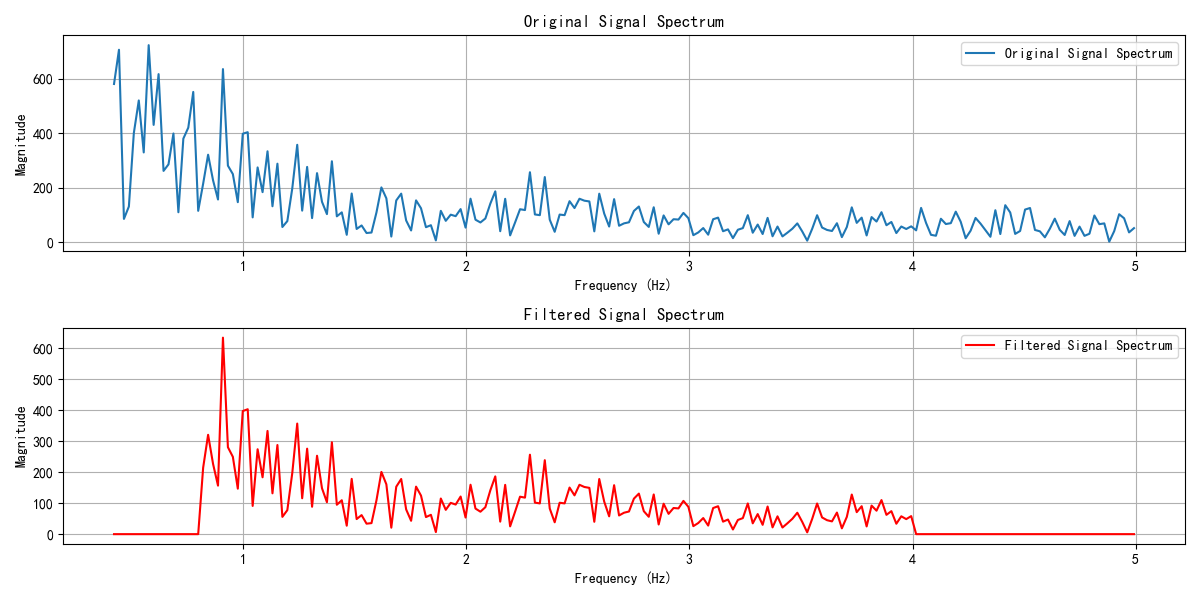 Original Signal Spectrum
Original Signal Spectrum
Magnitude
600
400
200
0
1 2 3 4 5
Frequency (Hz)
Filtered Signal Spectrum
Filtered Signal Spectrum
Magnitude
600
500
400
300
200
100
0
1 2 3 4 5
Frequency (Hz)